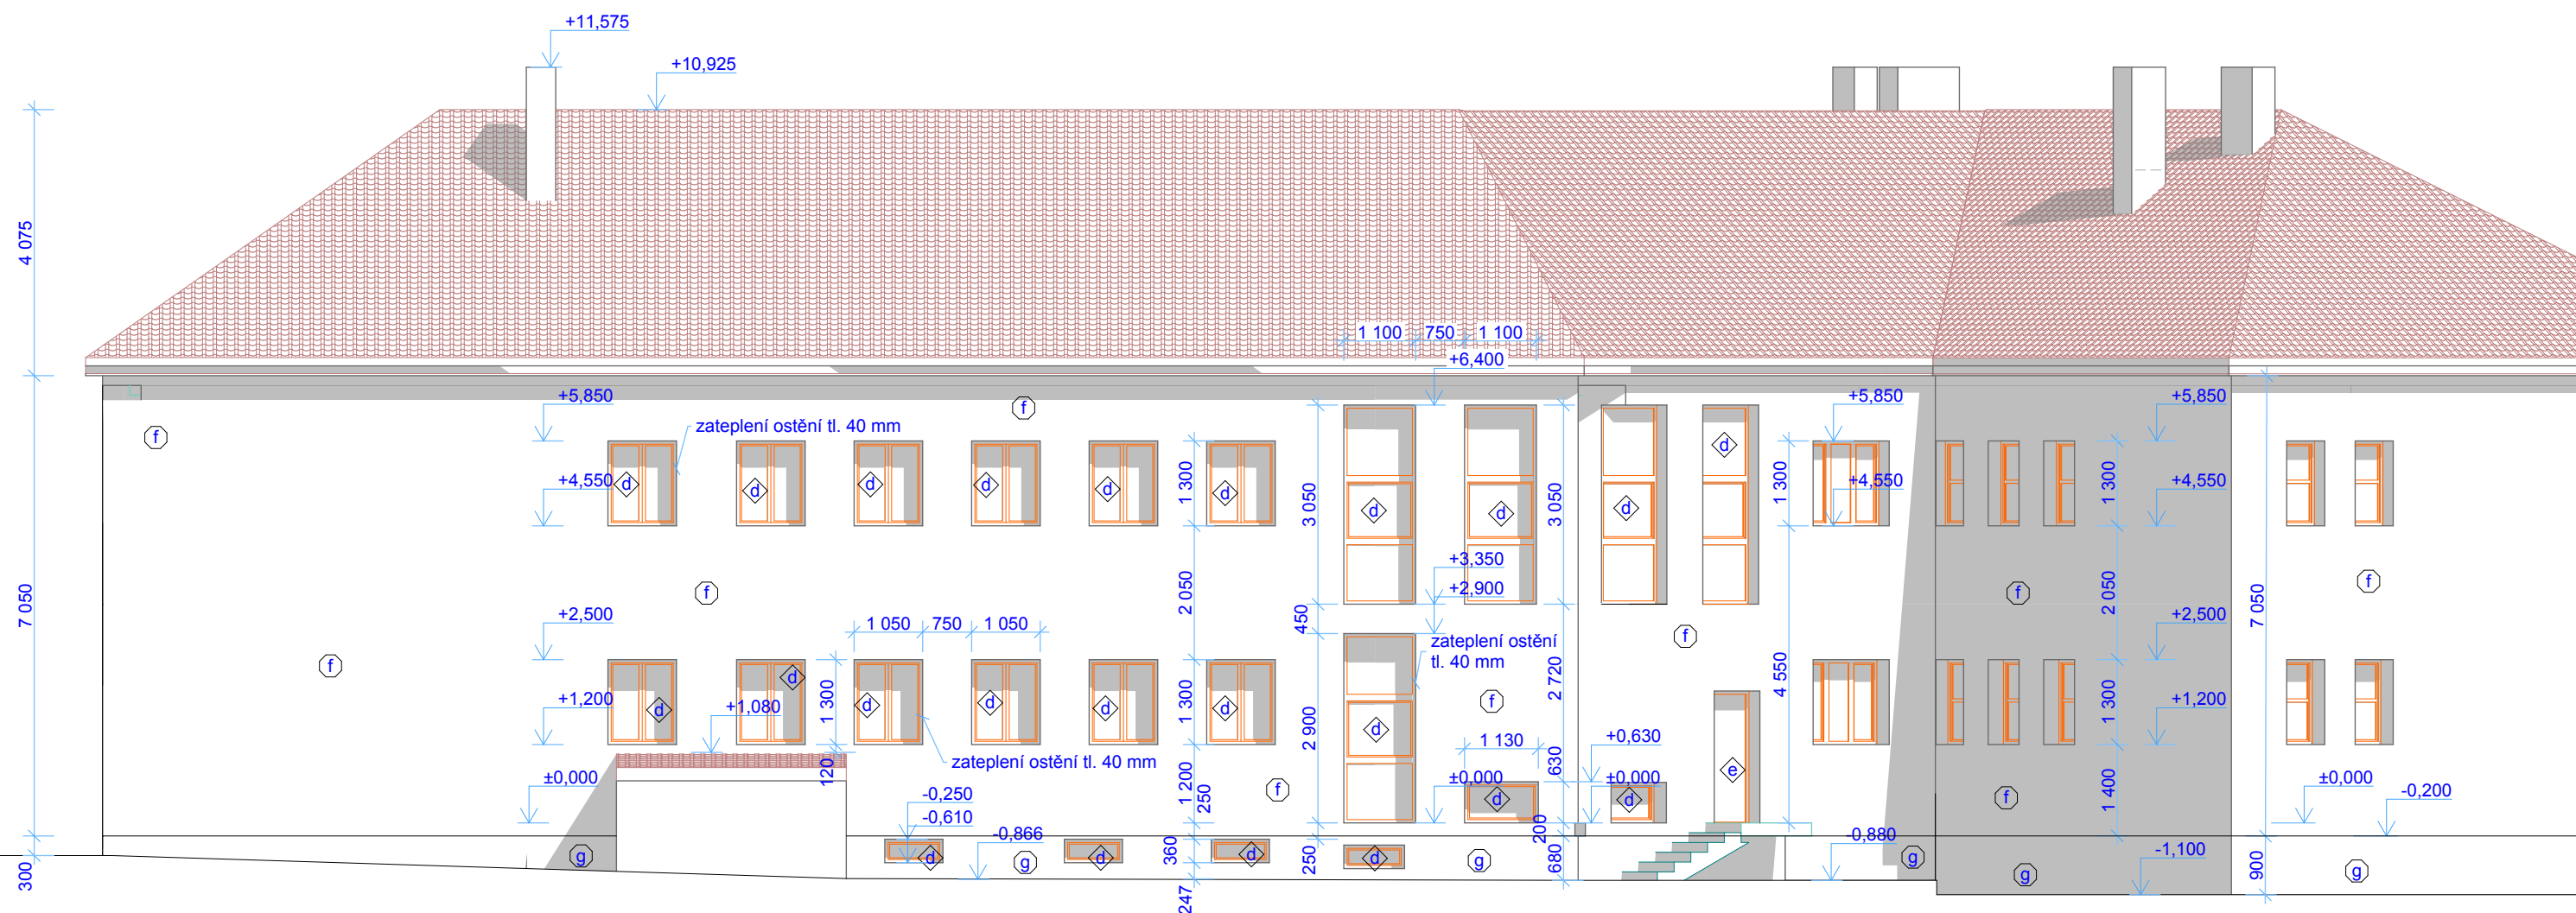 +11,575
+10,925
4 075
1 100
750
1 100
+6,400
+5,850
f
+5,850
+5,850
f
zateplení ostění tl. 40 mm
d
+4,550
d
d
d
d
d
d
1 300
3 050
d
d
3 050
d
1 300
+4,550
1 300
+4,550
7 050
f
f
2 050
450
+3,350
+2,900
f
2 050
f
7 050
+2,500
1 050
750
1 050
zateplení ostění
tl. 40 mm
f
+2,500
f
+1,200
d
d
1 300
d
d
d
d
1 300
2 900
d
f
2 720
4 550
1 300
+1,200
+1,080
120
zateplení ostění tl. 40 mm
1 130
+0,630
630
e
±0,000
-0,250
-0,610
1 200
250
f
±0,000
d
±0,000
d
f
1 400
±0,000
-0,200
300
g
d
-0,866
g
d
360
247
d
250
d
g
200
680
-0,880
g
g
-1,100
900
g